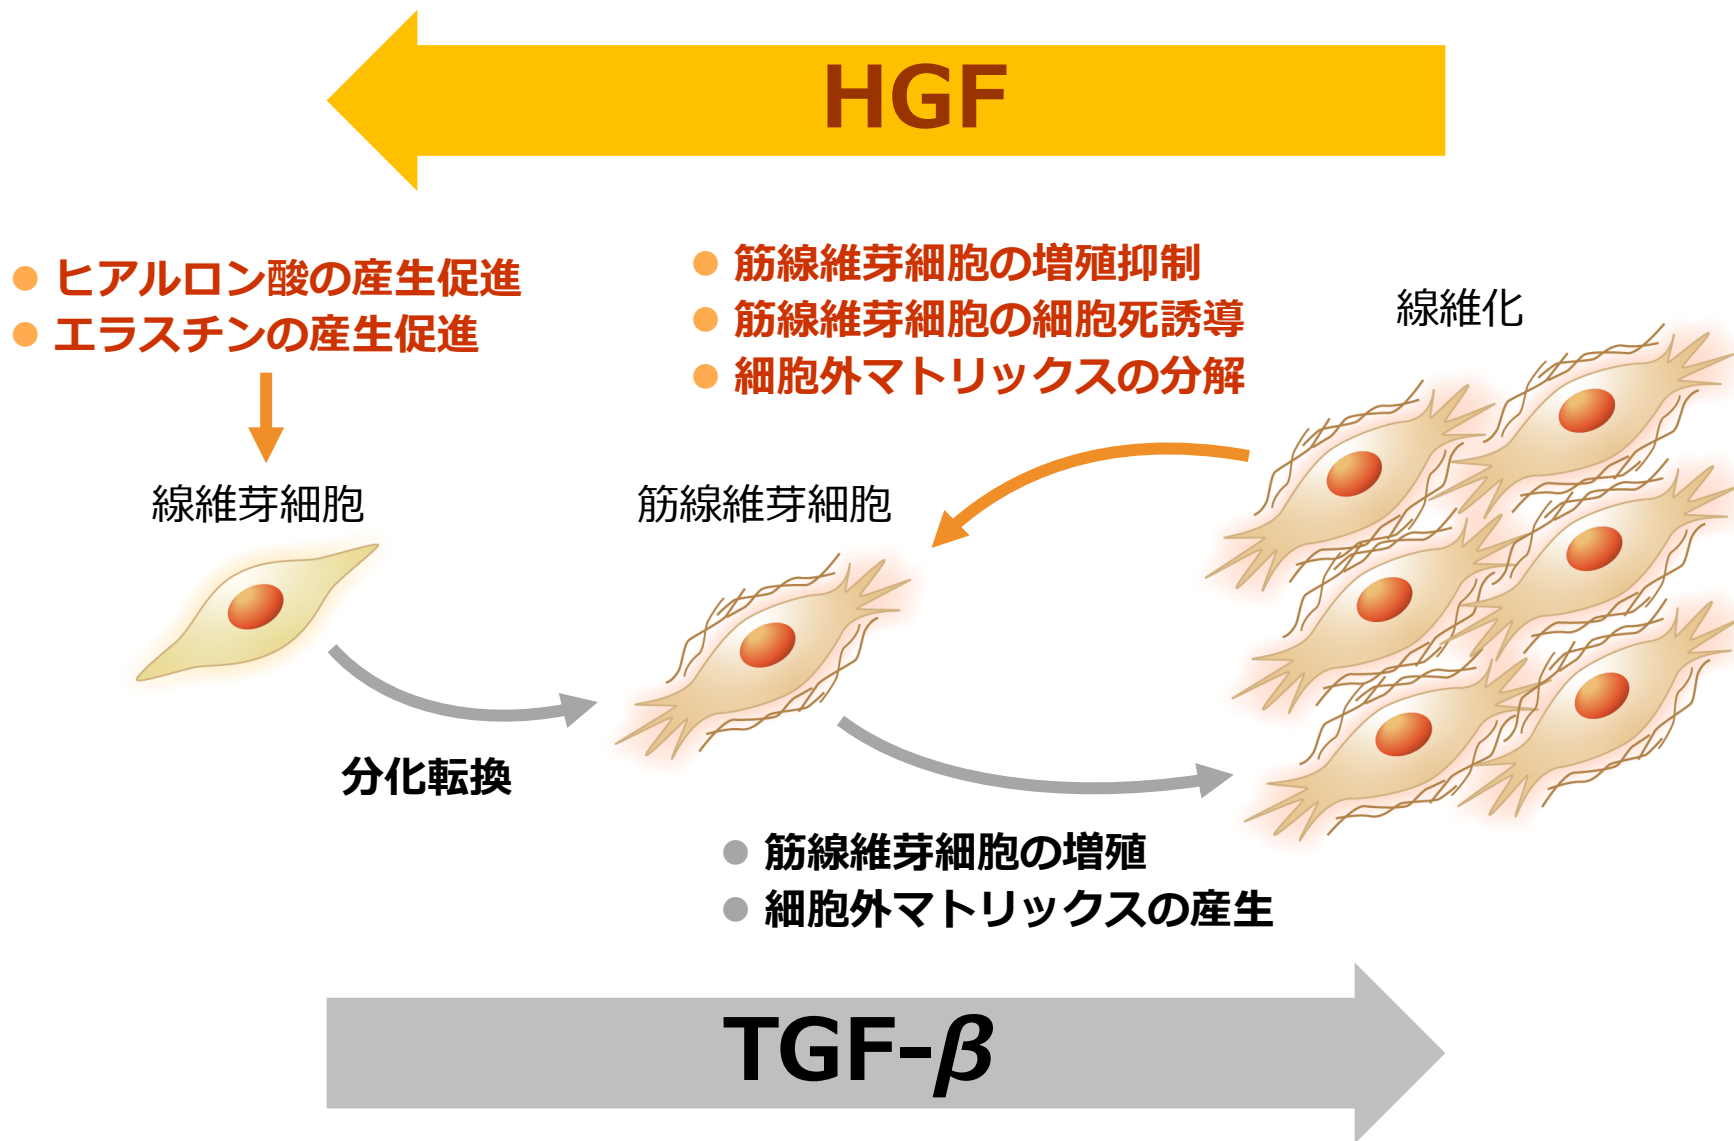 HGF
● ヒアルロン酸の産生促進
● エラスチンの産生促進
● 筋線維芽細胞の増殖抑制
● 筋線維芽細胞の細胞死誘導
● 細胞外マトリックスの分解
線維化
線維芽細胞
筋線維芽細胞
分化転換
● 筋線維芽細胞の増殖
● 細胞外マトリックスの産生
TGF-β